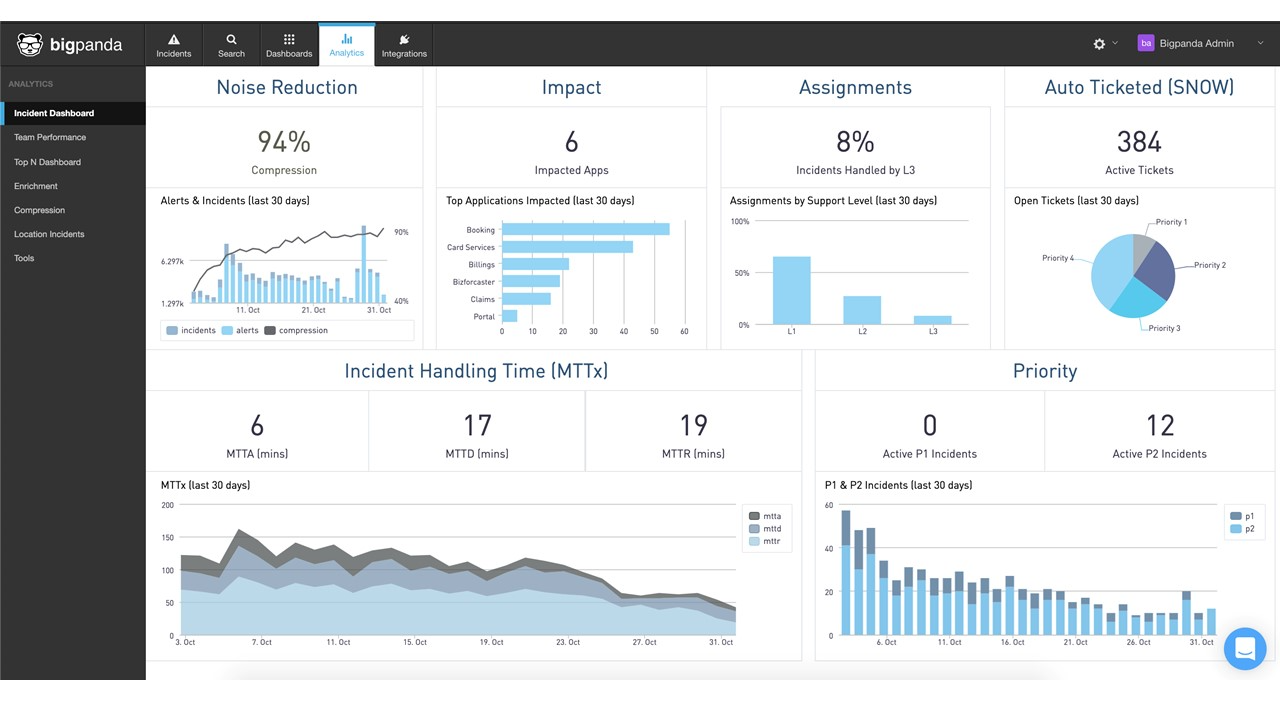 bigpanda
Incidents
Search
Dashboards
Analytics
Integrations
ba
Bigpanda Admin
ANALYTICS
Incident Dashboard
Team Performance
Top N Dashboard
Enrichment
Compression
Location Incidents
Tools
Noise Reduction
94%
Compression
Alerts & Incidents (last 30 days)
90%
6.297k
1.297k
40%
11. Oct
21. Oct
31. Oct
incidents
alerts
compression
Impact
6
Impacted Apps
Top Applications Impacted (last 30 days)
Booking
Card Services
Billings
Bizforcaster
Claims
Portal
0 10 20 30 40 50 60
Assignments
8%
Incidents Handled by L3
Assignments by Support Level (last 30 days)
100%
50%
0%
L1 L2 L3
Auto Ticketed (SNOW)
384
Active Tickets
Open Tickets (last 30 days)
Priority 1
Priority 4
Priority 2
Priority 3
Incident Handling Time (MTTx)
6
MTTA (mins)
17
MTTD (mins)
19
MTTR (mins)
MTTx (last 30 days)
200
150
100
50
0
3. Oct 7. Oct 11. Oct 15. Oct 19. Oct 23. Oct 27. Oct 31. Oct
mtta
mttd
mttr
Priority
0
Active P1 Incidents
12
Active P2 Incidents
P1 & P2 Incidents (last 30 days)
60
40
20
0
6. Oct 11. Oct 16. Oct 21. Oct 26. Oct 31. Oct
p1
p2